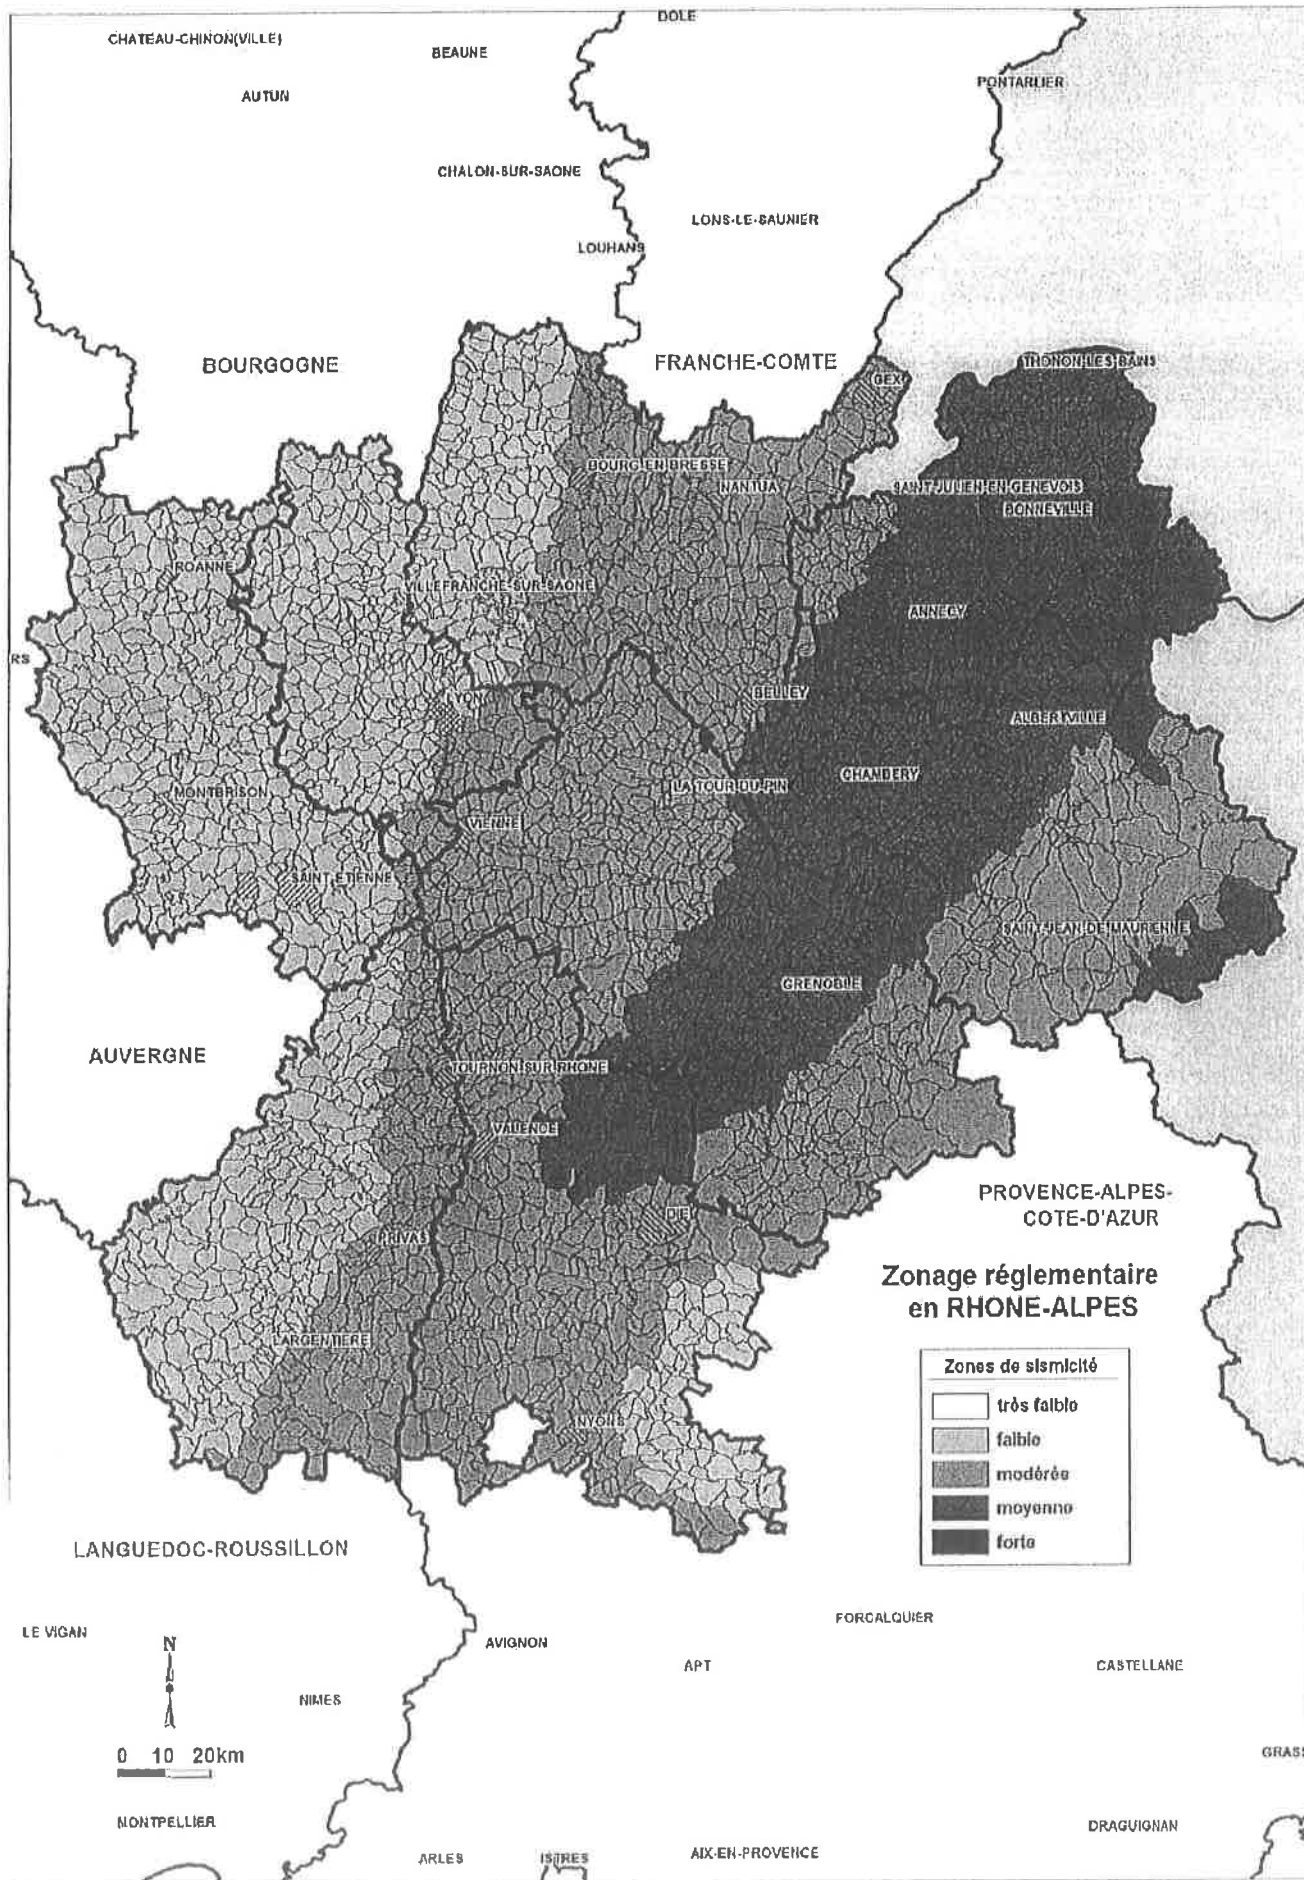 DOLE
CHATEAU-CHINON(VILLE)
BEAUNE
PONTARLIER
AUTUN
CHALON-SUR-SAONE
LONS-LE-SAUNIER
LOUHANS
BOURGOGNE
FRANCHE-COMTE
THONON-LES-BAINS
GEX
BOURG-EN-BRESSE
NANTUA
SAINT-JULIEN-EN-GENEVOIS
BONNEVILLE
ROANNE
VILLEFRANCHE-SUR-SAONE
ANNECY
RS
LYON
BELLEY
ALBERTVILLE
CHAMBERY
LA TOUR-DU-PIN
MONTBRISON
VIENNE
SAINT-ETIENNE
SAINT-JEAN-DE-MAURIENNE
GRENOBLE
AUVERGNE
TOURNON-SUR-RHONE
VALENCE
PROVENCE-ALPES-
COTE-D'AZUR
DIE
PRIVAS
Zonage réglementaire
en RHONE-ALPES
LARGENTIERE
Zones de sismicité
très faible
faible
NYONS
modérée
moyenne
forte
LANGUEDOC-ROUSSILLON
FORCALQUIER
LE VIGAN
N
AVIGNON
APT
CASTELLANE
NIMES
0 10 20km
GRASS
MONTPELLIER
DRAGUIGNAN
ARLES
ISTRES
AIX-EN-PROVENCE